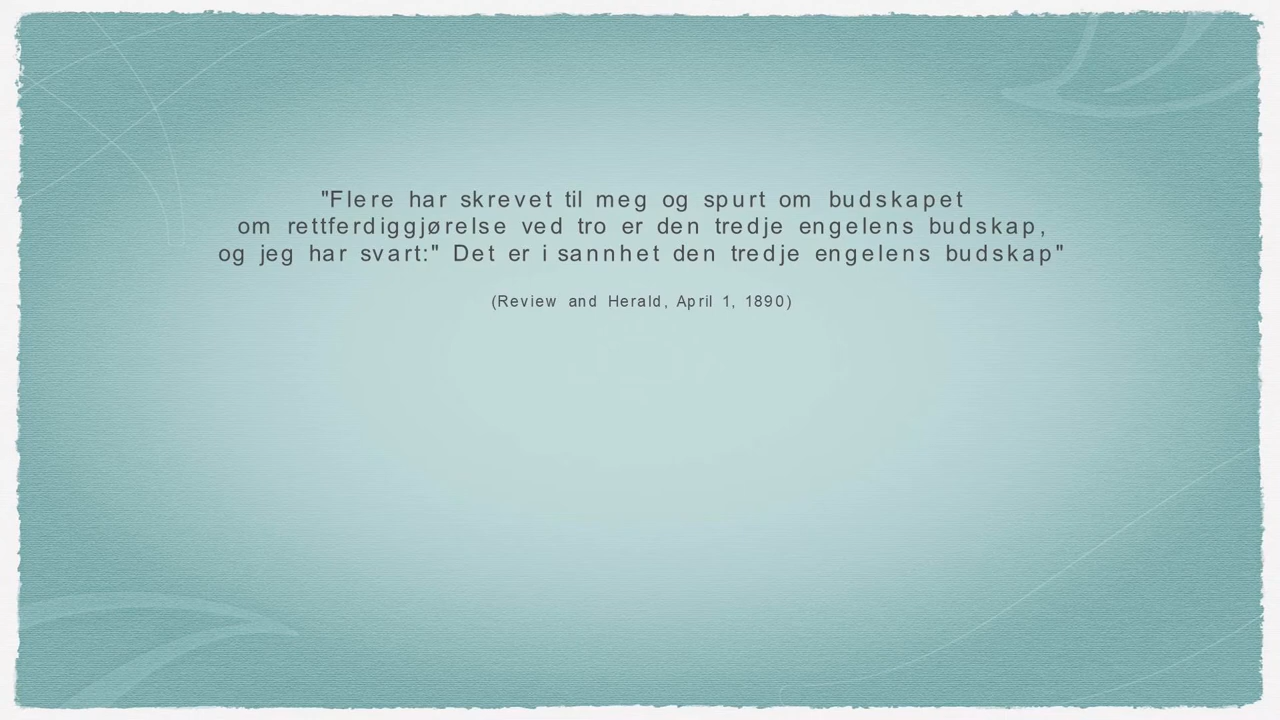 "Flere har skrevet til meg og spurt om budskapet
om rettferdiggjørelse ved tro er den tredje engelens budskap,
og jeg har svart:" Det er i sannhet den tredje engelens budskap"
(Review and Herald, April 1, 1890)